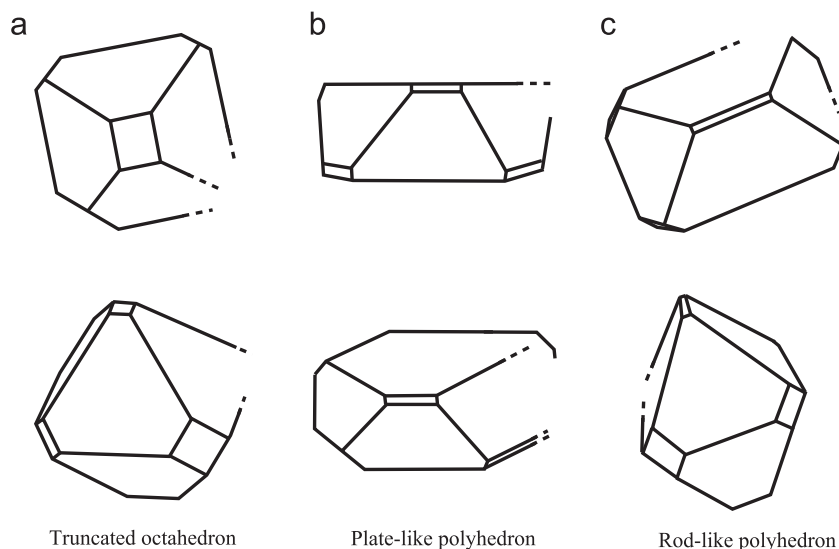 a
b
c
Truncated octahedron
Plate-like polyhedron
Rod-like polyhedron